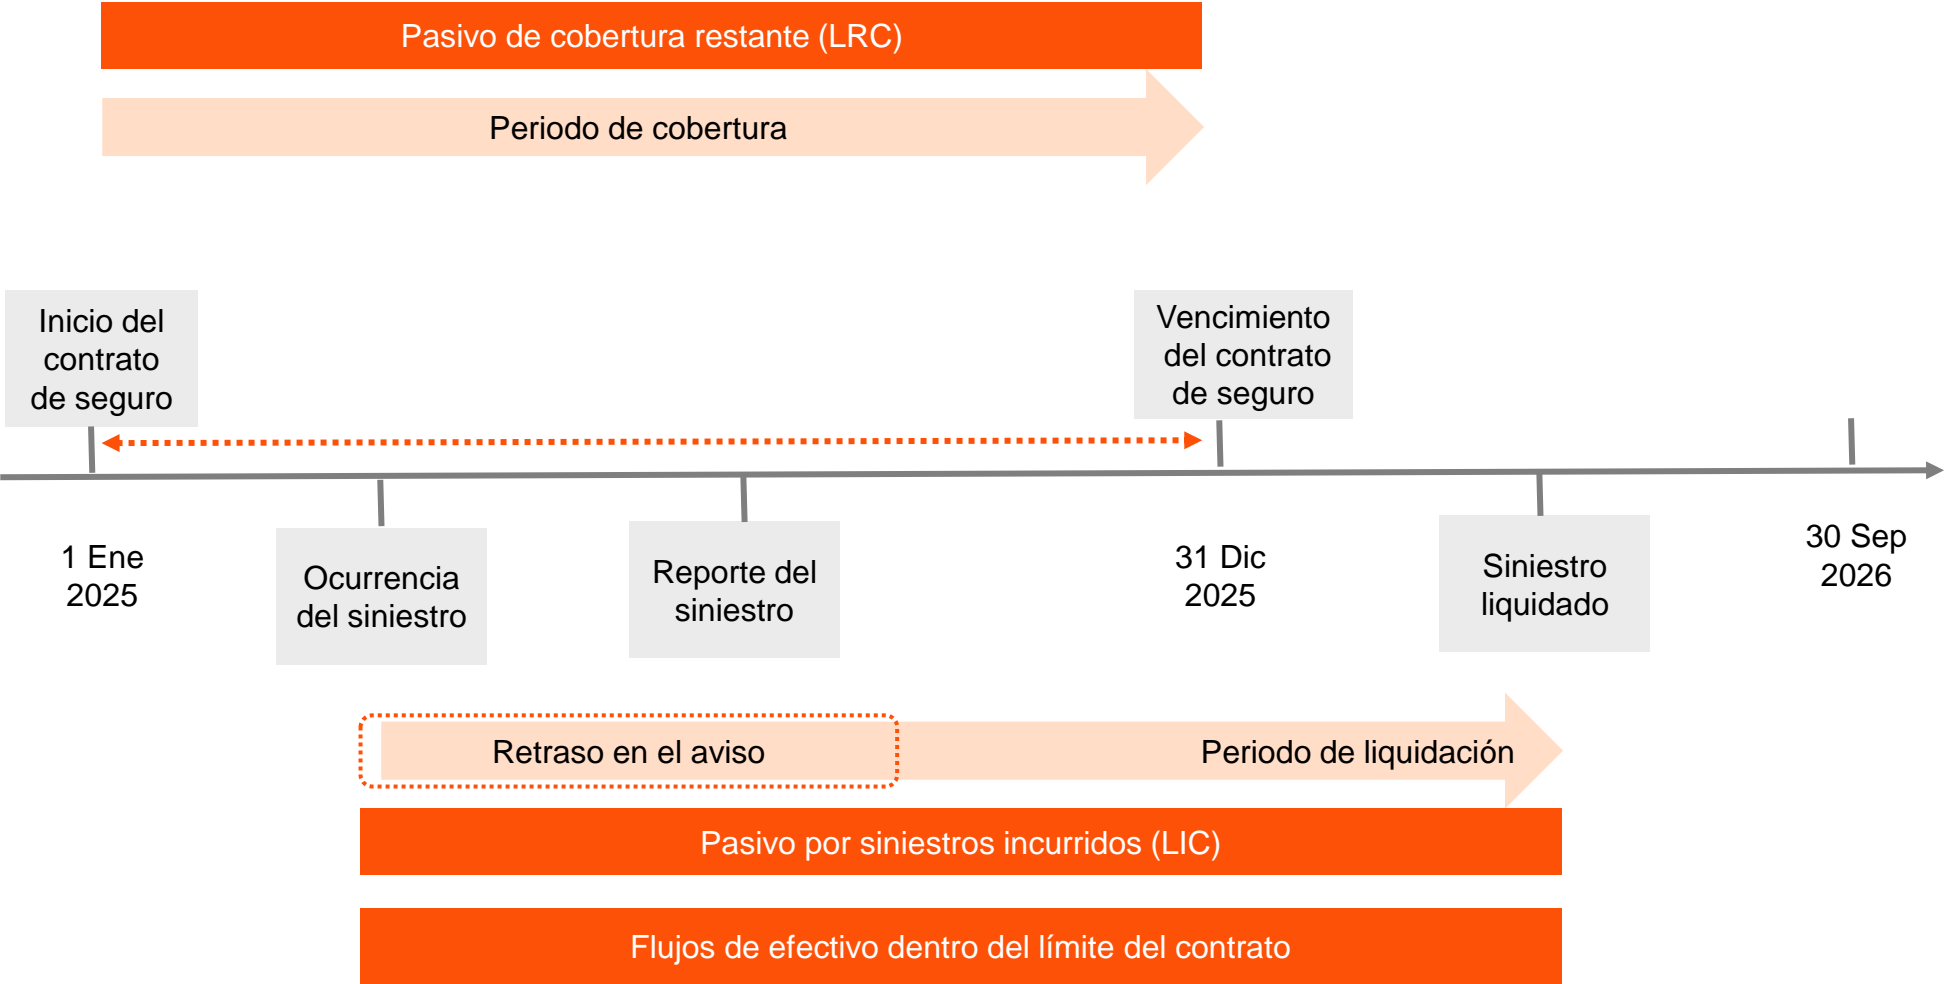 Pasivo de cobertura restante (LRC)
Periodo de cobertura
Inicio del
contrato
de seguro
Vencimiento
del contrato
de seguro
1 Ene
2025
Ocurrencia
del siniestro
Reporte del
siniestro
31 Dic
2025
Siniestro
liquidado
30 Sep
2026
Retraso en el aviso
Periodo de liquidación
Pasivo por siniestros incurridos (LIC)
Flujos de efectivo dentro del límite del contrato